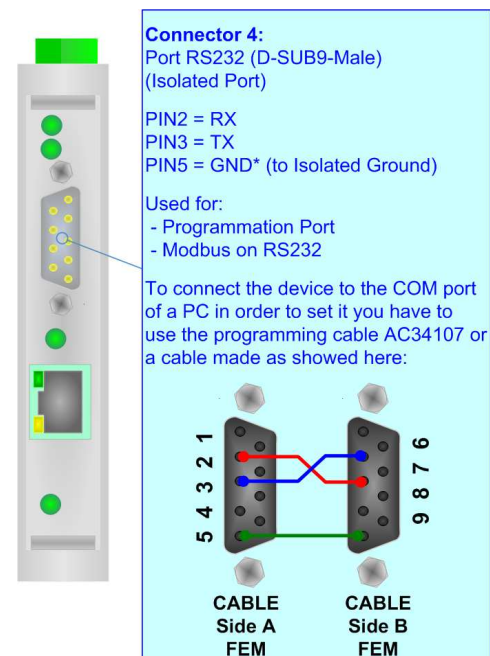 Connector 4:
Port RS232 (D-SUB9-Male)
(Isolated Port)
PIN2 = RX
PIN3 = TX
PIN5 = GND* (to Isolated Ground)
Used for:
- Programmation Port
- Modbus on RS232
To connect the device to the COM port
of a PC in order to set it you have to
use the programming cable AC34107 or
a cable made as showed here:
1
2
3
4
5
6
7
8
9
CABLE
Side A
FEM
CABLE
Side B
FEM